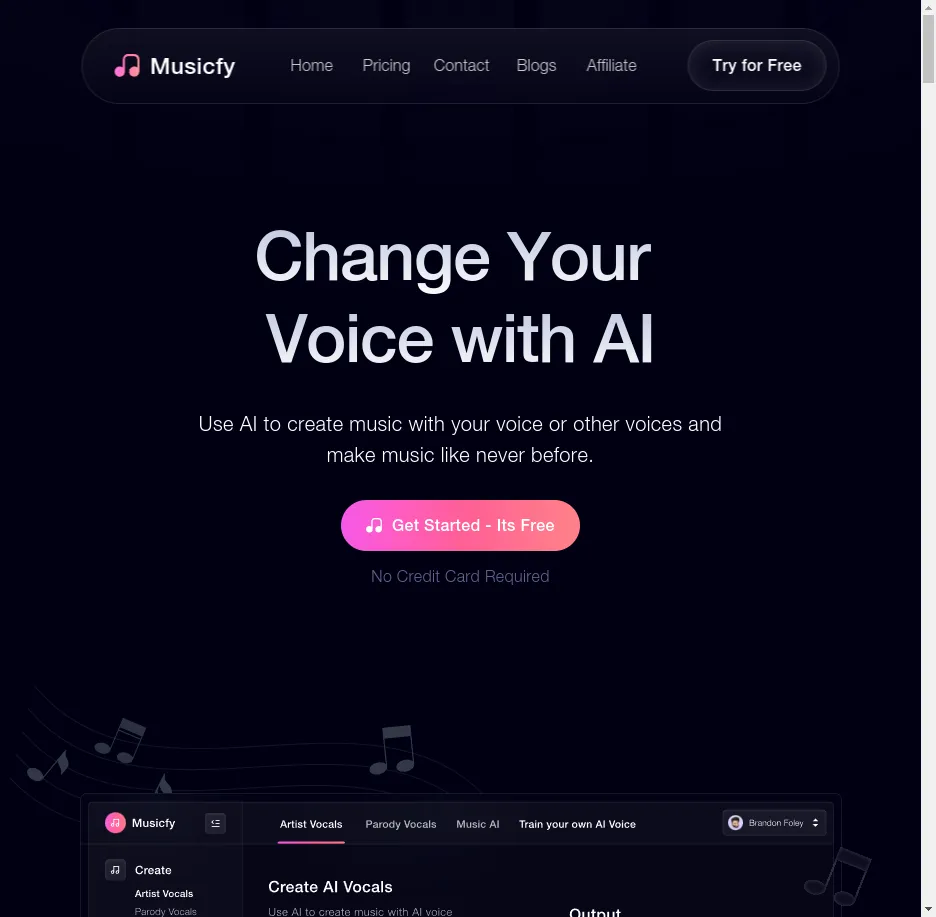 Musicfy
Home Pricing Contact Blogs Affiliate
Try for Free
Change Your
Voice with AI
Use AI to create music with your voice or other voices and
make music like never before.
Get Started - Its Free
No Credit Card Required
Musicfy
Artist Vocals Parody Vocals Music AI Train your own AI Voice
Brandon Foley
Create
Artist Vocals
Parody Vocals
Create AI Vocals
Use AI to create music with AI voice
Output